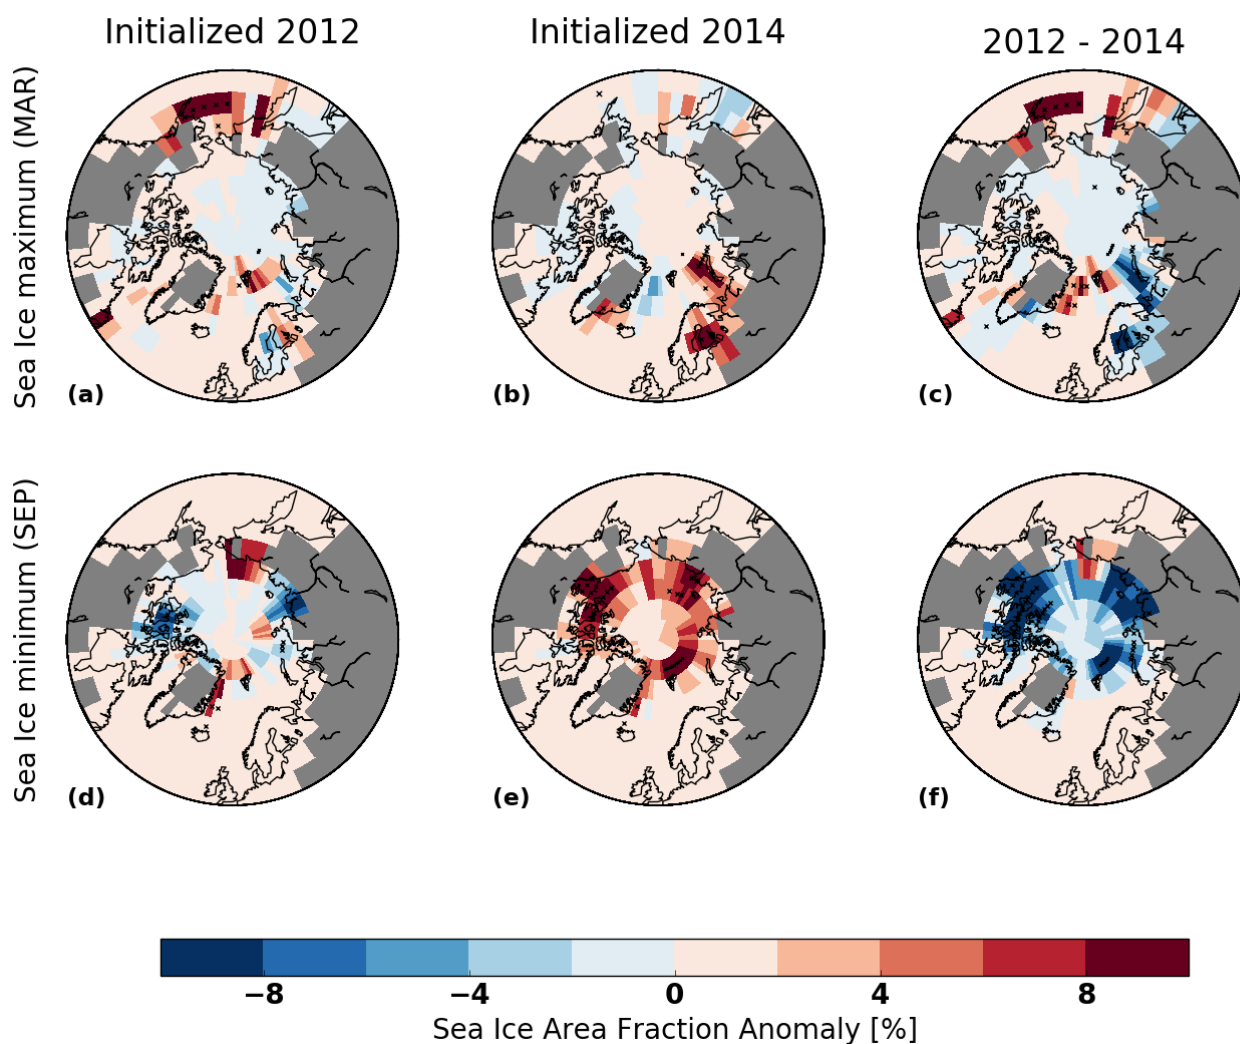 Initialized 2012
Initialized 2014
2012 - 2014
Sea Ice maximum (MAR)
(a)
(b)
(c)
Sea Ice minimum (SEP)
(d)
(e)
(f)
−8 −4 0 4 8
Sea Ice Area Fraction Anomaly [%]